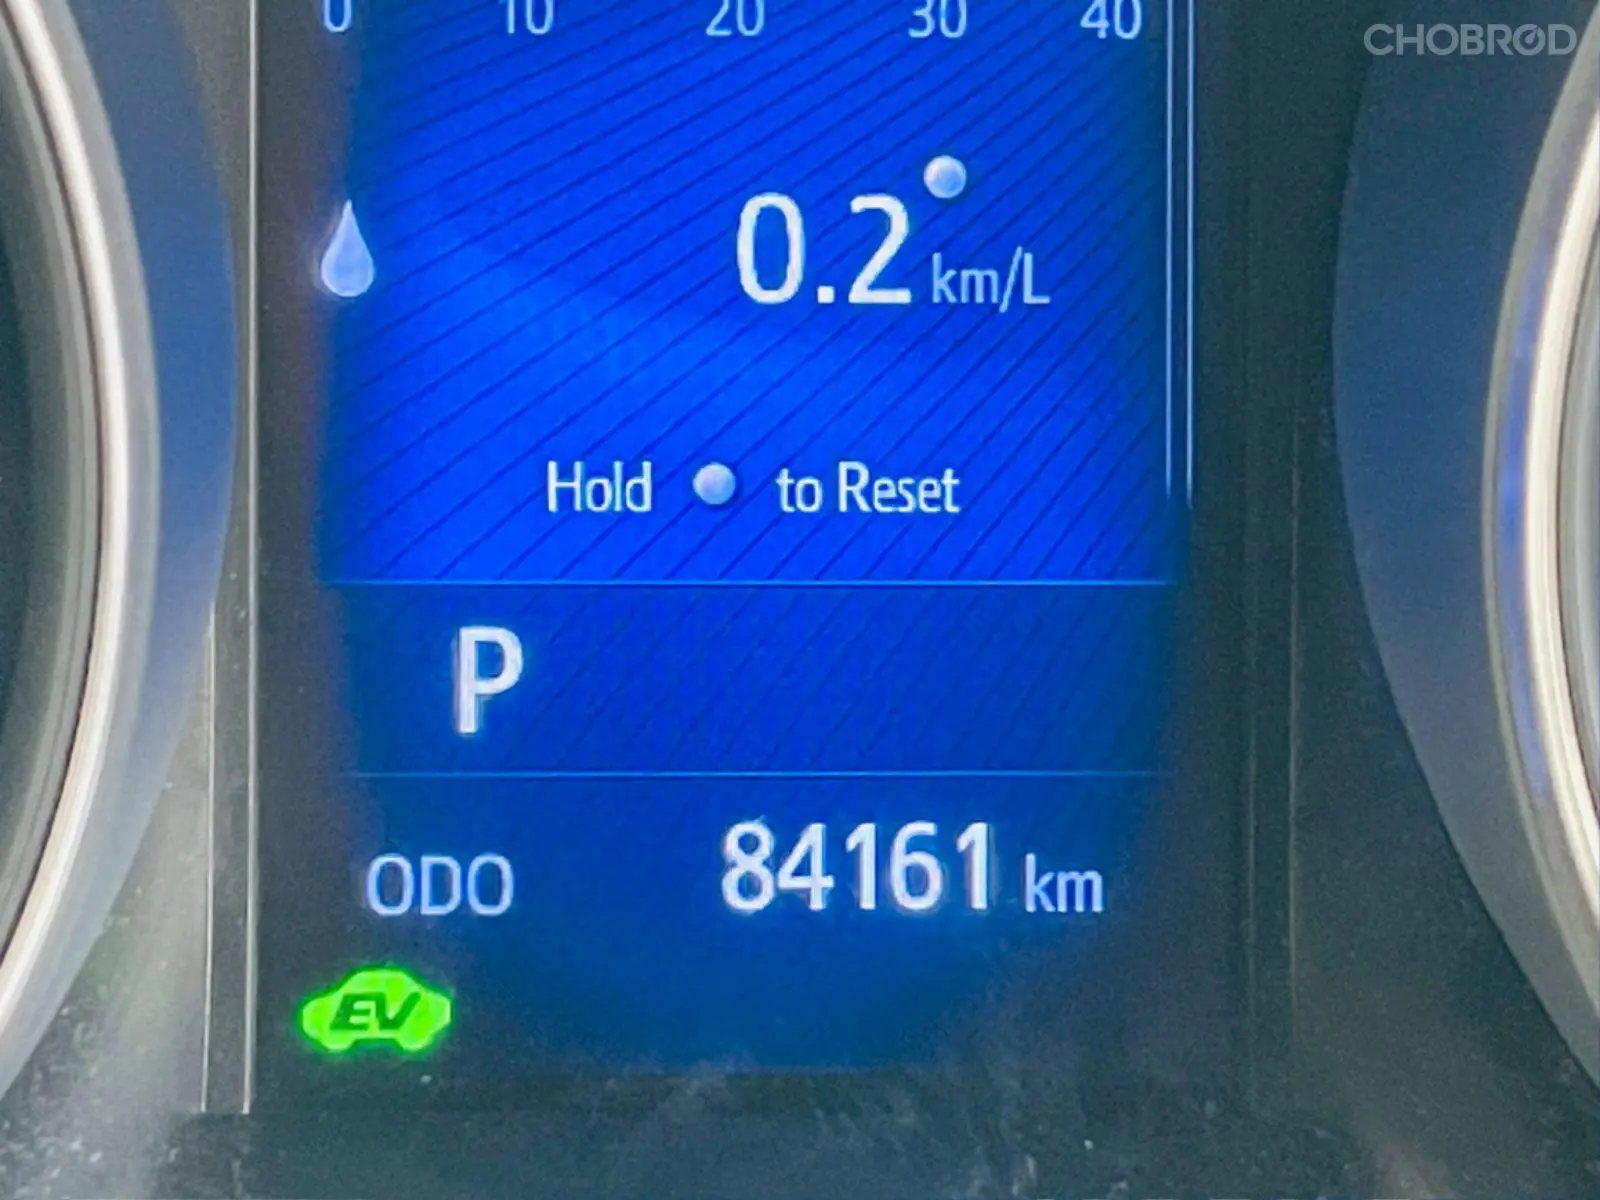 0 10 20 30 40
CHOBROD
0.2 km/L
Hold to Reset
P
ODO 84161 km
EV